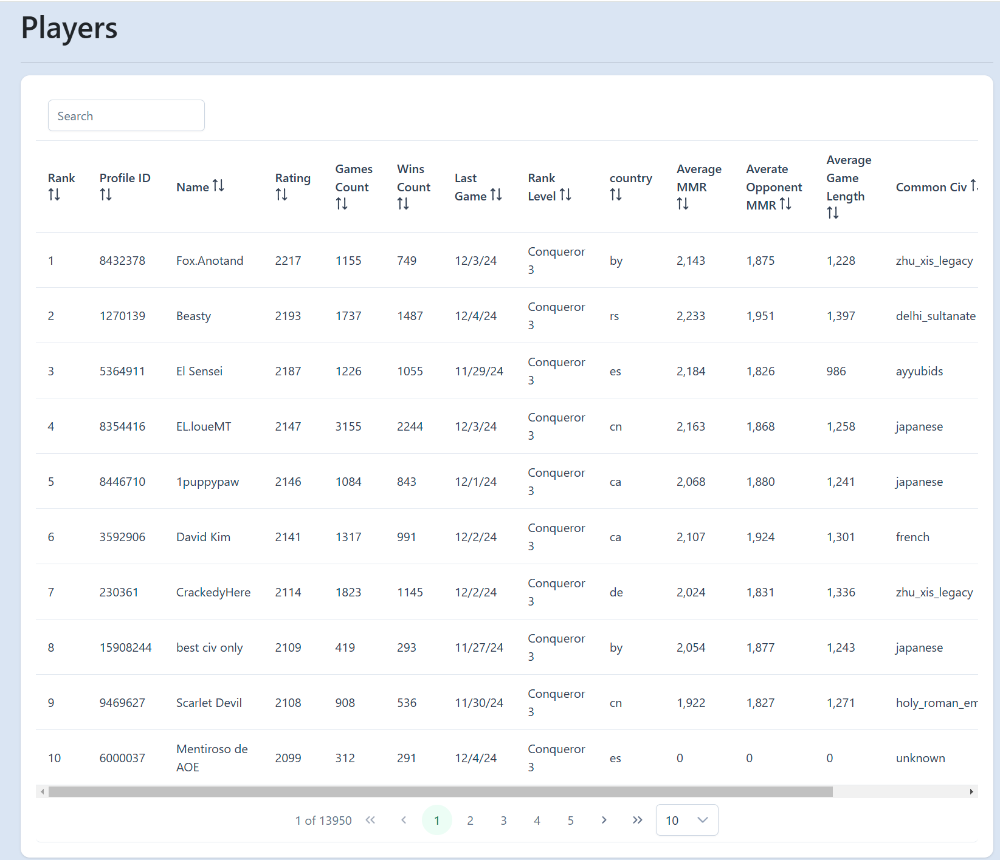 Players
Search
Rank Profile ID Name Rating Games Count Wins Count Last Game Rank Level country Average MMR Averate Opponent MMR Average Game Length Common Civ
1 8432378 Fox.Anotand 2217 1155 749 12/3/24 Conqueror 3 by 2,143 1,875 1,228 zhu_xis_legacy
2 1270139 Beasty 2193 1737 1487 12/4/24 Conqueror 3 rs 2,233 1,951 1,397 delhi_sultanate
3 5364911 El Sensei 2187 1226 1055 11/29/24 Conqueror 3 es 2,184 1,826 986 ayyubids
4 8354416 EL.loueMT 2147 3155 2244 12/3/24 Conqueror 3 cn 2,163 1,868 1,258 japanese
5 8446710 1puppypaw 2146 1084 843 12/1/24 Conqueror 3 ca 2,068 1,880 1,241 japanese
6 3592906 David Kim 2141 1317 991 12/2/24 Conqueror 3 ca 2,107 1,924 1,301 french
7 230361 CrackedyHere 2114 1823 1145 12/2/24 Conqueror 3 de 2,024 1,831 1,336 zhu_xis_legacy
8 15908244 best civ only 2109 419 293 11/27/24 Conqueror 3 by 2,054 1,877 1,243 japanese
9 9469627 Scarlet Devil 2108 908 536 11/30/24 Conqueror 3 cn 1,922 1,827 1,271 holy_roman_em
10 6000037 Mentiroso de AOE 2099 312 291 12/4/24 Conqueror 3 es 0 0 0 unknown
1 of 13950 « ‹ 1 2 3 4 5 › » 10